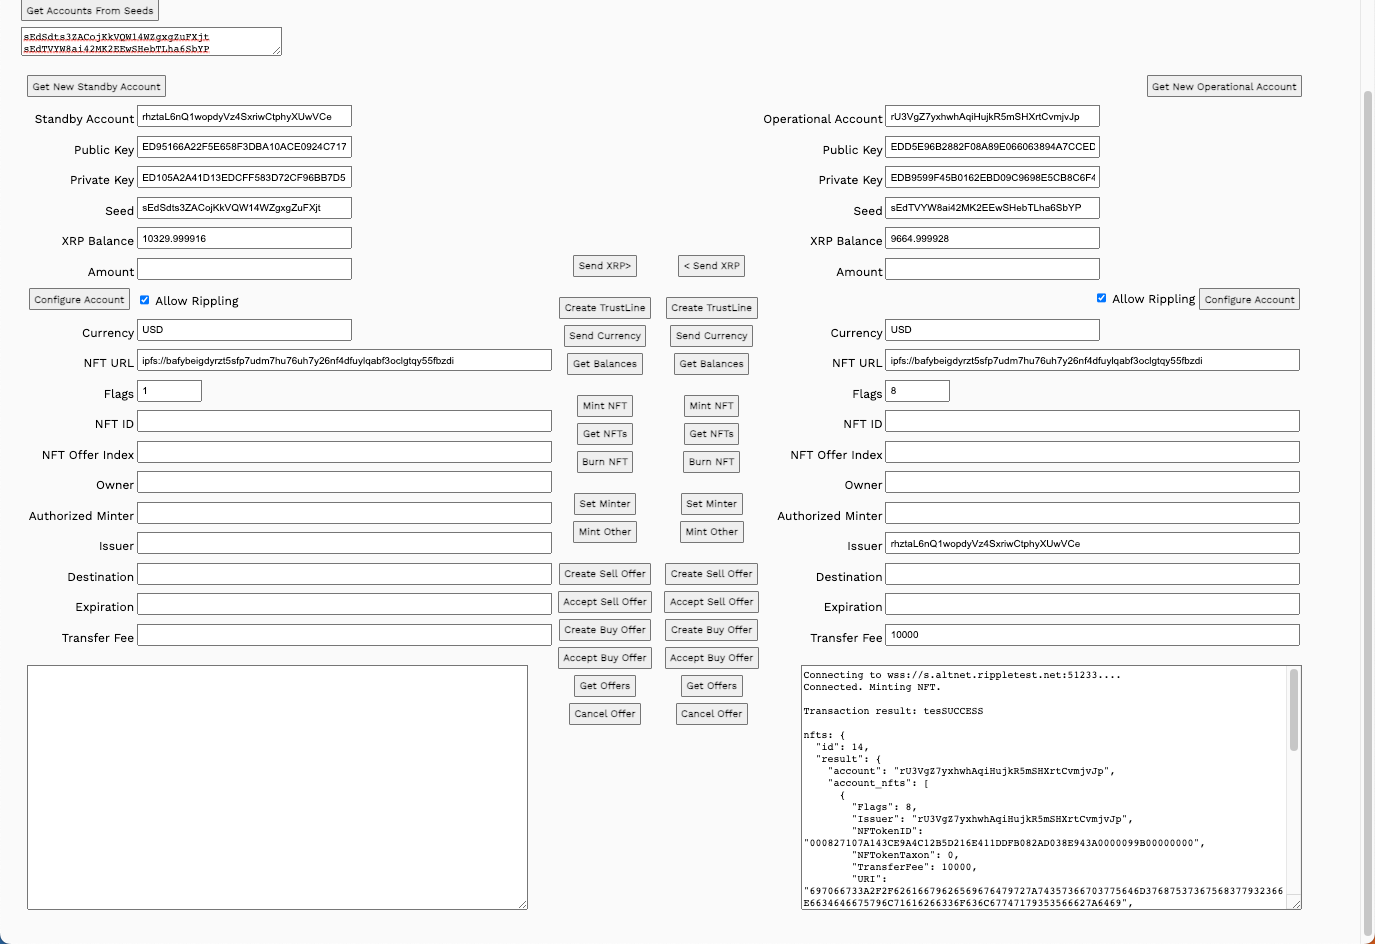 Get Accounts From Seeds
sEdSdts3ZACojKkVQW14WZgxgZuFXjt
sEdTVYW8ai42MK2EEwSHebTLha6SbYP
Get New Standby Account
Get New Operational Account
Standby Account rhztaL6nQ1wopdyVz4SxriwCtphyXUwVCe
Operational Account rU3VgZ7yxhwhAqiHujkR5mSHXrtCvmjvJp
Public Key ED95166A22F5E658F3DBA10ACE0924C717
Public Key EDD5E96B2882F08A89E066063894A7CCED
Private Key ED105A2A41D13EDCFF583D72CF96BB7D5
Private Key EDB9599F45B0162EBD09C9698E5CB8C6F4
Seed sEdSdts3ZACojKkVQW14WZgxgZuFXjt
Seed sEdTVYW8ai42MK2EEwSHebTLha6SbYP
XRP Balance 10329.999916
XRP Balance 9664.999928
Amount
Send XRP>
< Send XRP
Amount
Configure Account Allow Rippling
Allow Rippling Configure Account
Create TrustLine
Create TrustLine
Currency USD
Send Currency
Send Currency
Currency USD
NFT URL ipfs://bafybeigdyrzt5sfp7udm7hu76uh7y26nf4dfuylqabf3oclgtqy55fbzdi
Get Balances
Get Balances
NFT URL ipfs://bafybeigdyrzt5sfp7udm7hu76uh7y26nf4dfuylqabf3oclgtqy55fbzdi
Flags 1
Flags 8
Mint NFT
Mint NFT
NFT ID
Get NFTs
Get NFTs
NFT ID
NFT Offer Index
Burn NFT
Burn NFT
NFT Offer Index
Owner
Owner
Set Minter
Set Minter
Authorized Minter
Authorized Minter
Mint Other
Mint Other
Issuer
Issuer rhztaL6nQ1wopdyVz4SxriwCtphyXUwVCe
Destination
Create Sell Offer
Create Sell Offer
Destination
Expiration
Accept Sell Offer
Accept Sell Offer
Expiration
Transfer Fee
Create Buy Offer
Create Buy Offer
Transfer Fee 10000
Accept Buy Offer
Accept Buy Offer
Get Offers
Get Offers
Cancel Offer
Cancel Offer
Connecting to wss://s.altnet.rippletest.net:51233....
Connected. Minting NFT.
Transaction result: tesSUCCESS
nfts: {
"id": 14,
"result": {
"account": "rU3VgZ7yxhwhAqiHujkR5mSHXrtCvmjvJp",
"account_nfts": [
{
"Flags": 8,
"Issuer": "rU3VgZ7yxhwhAqiHujkR5mSHXrtCvmjvJp",
"NFTokenID":
"000827107A143CE9A4C12B5D216E411DDFB082AD038E943A0000099B00000000",
"NFTokenTaxon": 0,
"TransferFee": 10000,
"URI":
"697066733A2F2F62616679626569676479727A74357366703775646D37687537367568377932366
E6634646675796C71616266336F636C67747179353566627A6469",